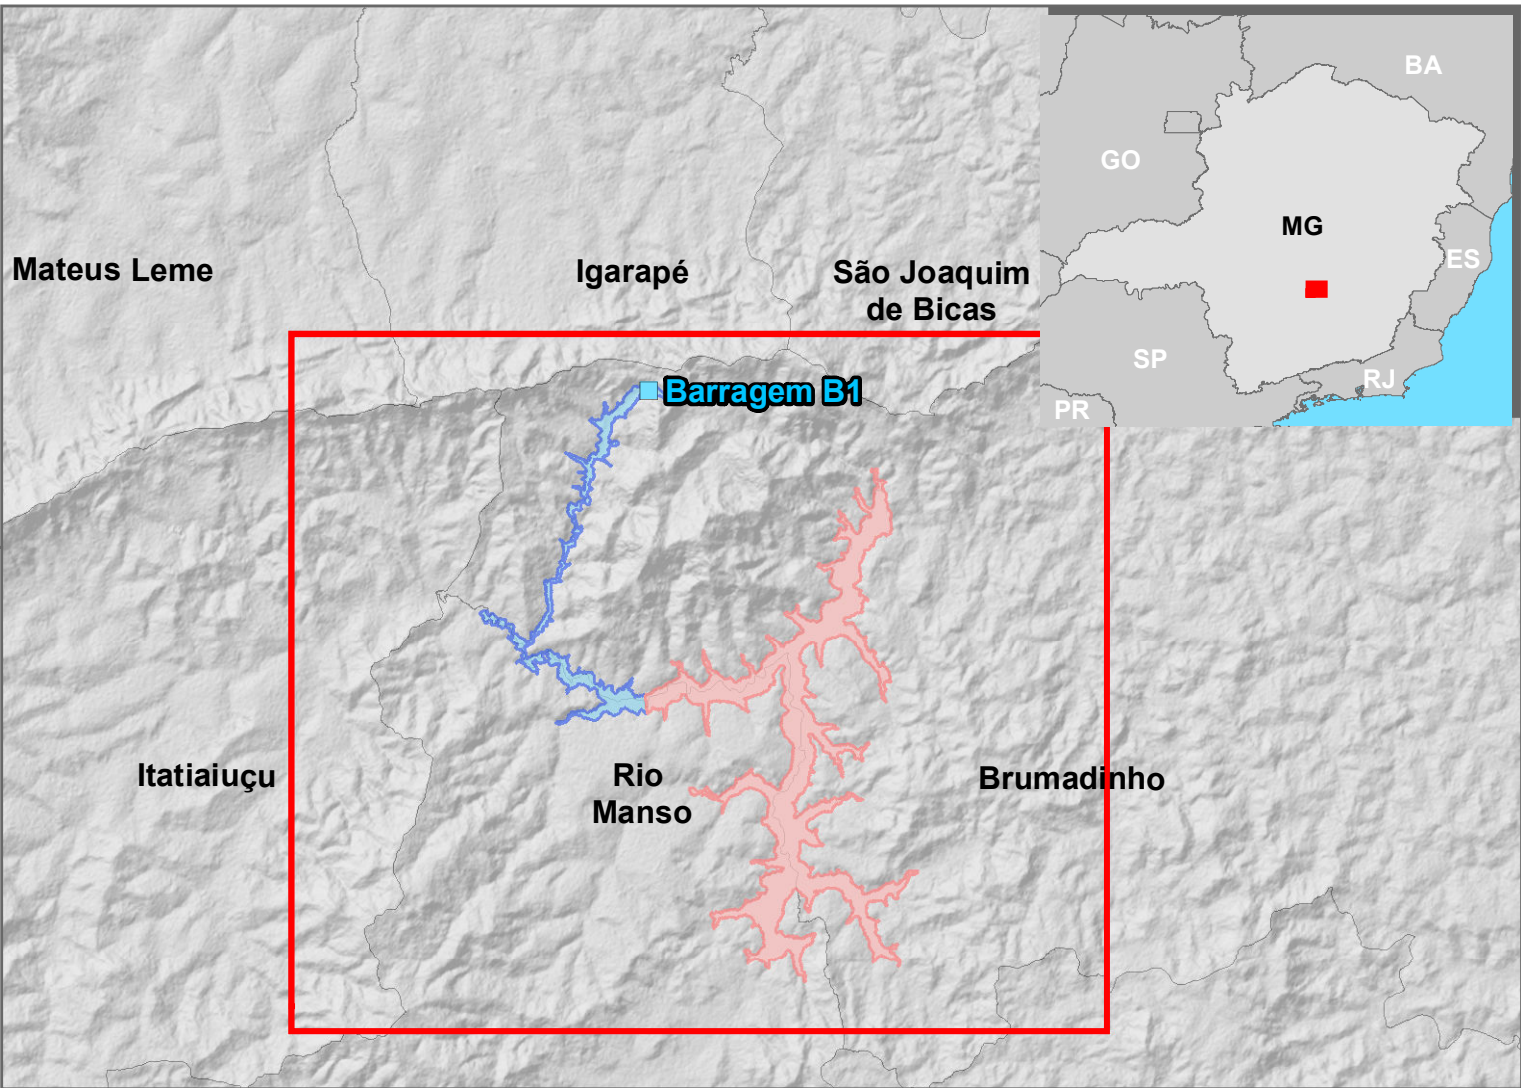 BA
GO
MG
ES
SP
RJ
PR
Mateus Leme
Igarapé
São Joaquim
de Bicas
Barragem B1
Itatiaiuçu
Rio
Manso
Brumadinho